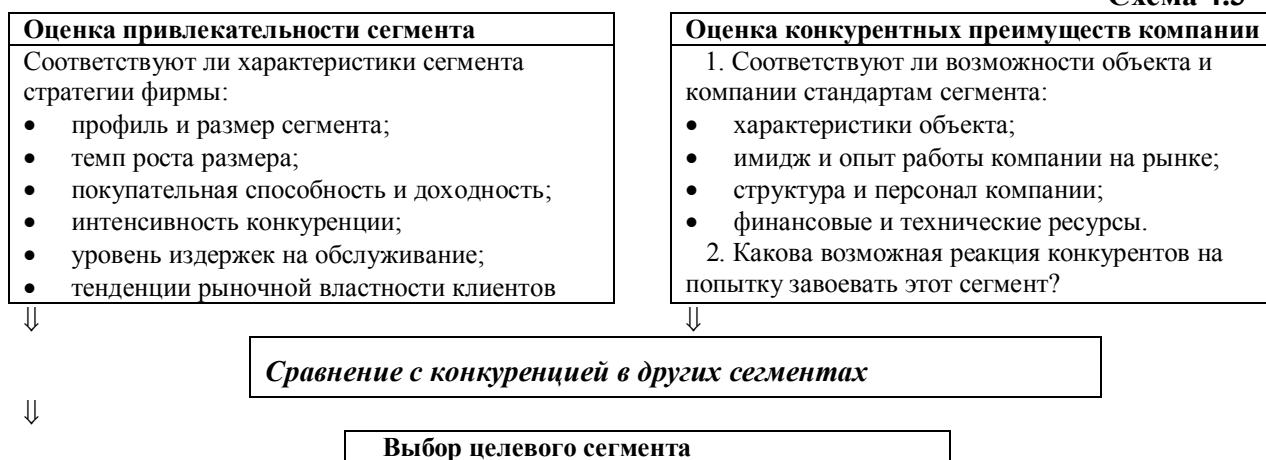 Схема 4.3
Оценка привлекательности сегмента
Соответствуют ли характеристики сегмента
стратегии фирмы:
• профиль и размер сегмента;
• темп роста размера;
• покупательная способность и доходность;
• интенсивность конкуренции;
• уровень издержек на обслуживание;
• тенденции рыночной властности клиентов
⇓
Оценка конкурентных преимуществ компании
1. Соответствуют ли возможности объекта и
компании стандартам сегмента:
• характеристики объекта;
• имидж и опыт работы компании на рынке;
• структура и персонал компании;
• финансовые и технические ресурсы.
2. Какова возможная реакция конкурентов на
попытку завоевать этот сегмент?
⇓
Сравнение с конкуренцией в других сегментах
⇓
Выбор целевого сегмента